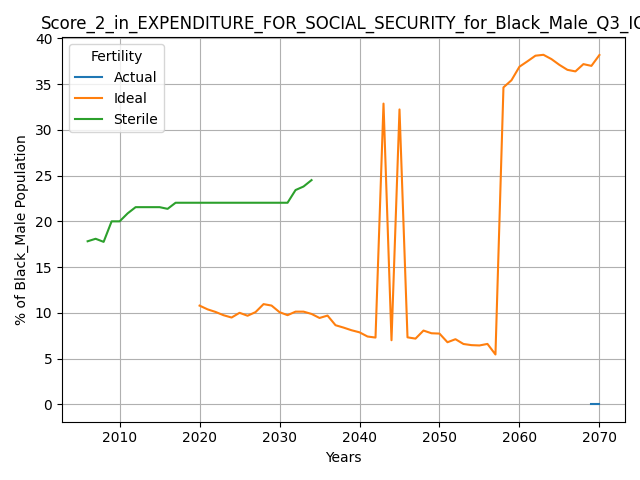 Score_2_in_EXPENDITURE_FOR_SOCIAL_SECURITY_for_Black_Male_Q3_IC
Fertility
Actual
Ideal
Sterile
% of Black_Male Population
40
35
30
25
20
15
10
5
0
2010 2020 2030 2040 2050 2060 2070
Years